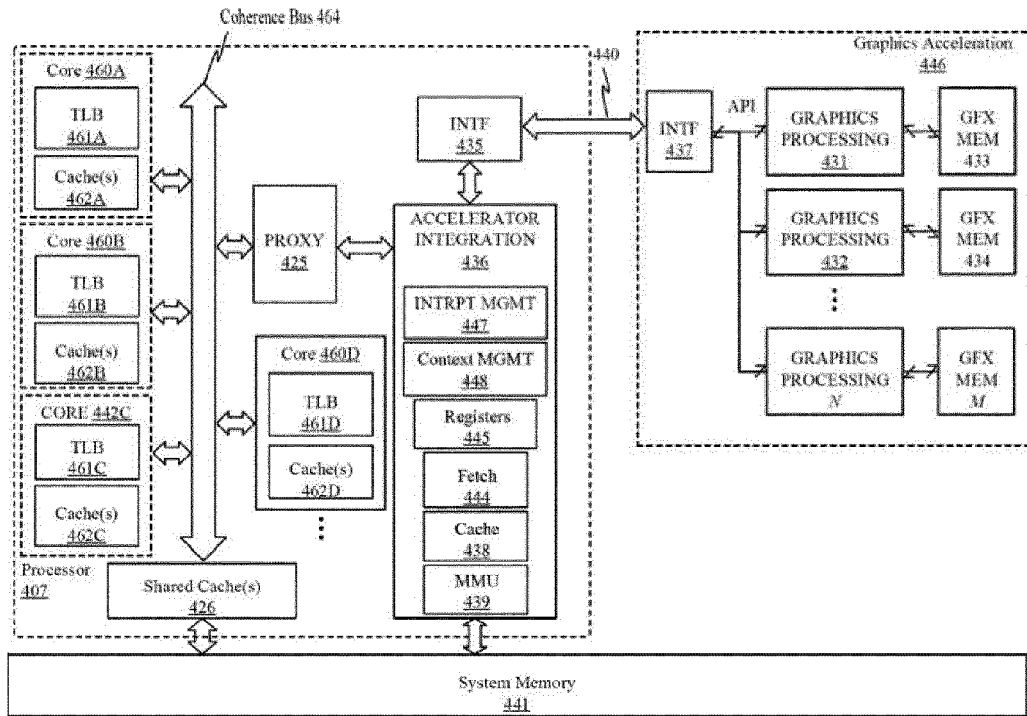 Coherence Bus 464
Core 460A
TLB
461A
Cache(s)
462A
Core 460B
TLB
461B
Cache(s)
462B
CORE 442C
TLB
461C
Cache(s)
462C
Processor
407
Shared Cache(s)
426
PROXY
425
Core 460D
TLB
461D
Cache(s)
462D
INTF
435
ACCELERATOR
INTEGRATION
436
INTRPT MGMT
447
Context MGMT
448
Registers
445
Fetch
444
Cache
438
MMU
439
440
Graphics Acceleration
446
INTF
437
API
GRAPHICS
PROCESSING
431
GFX
MEM
433
GRAPHICS
PROCESSING
432
GFX
MEM
434
GRAPHICS
PROCESSING
N
GFX
MEM
M
System Memory
441